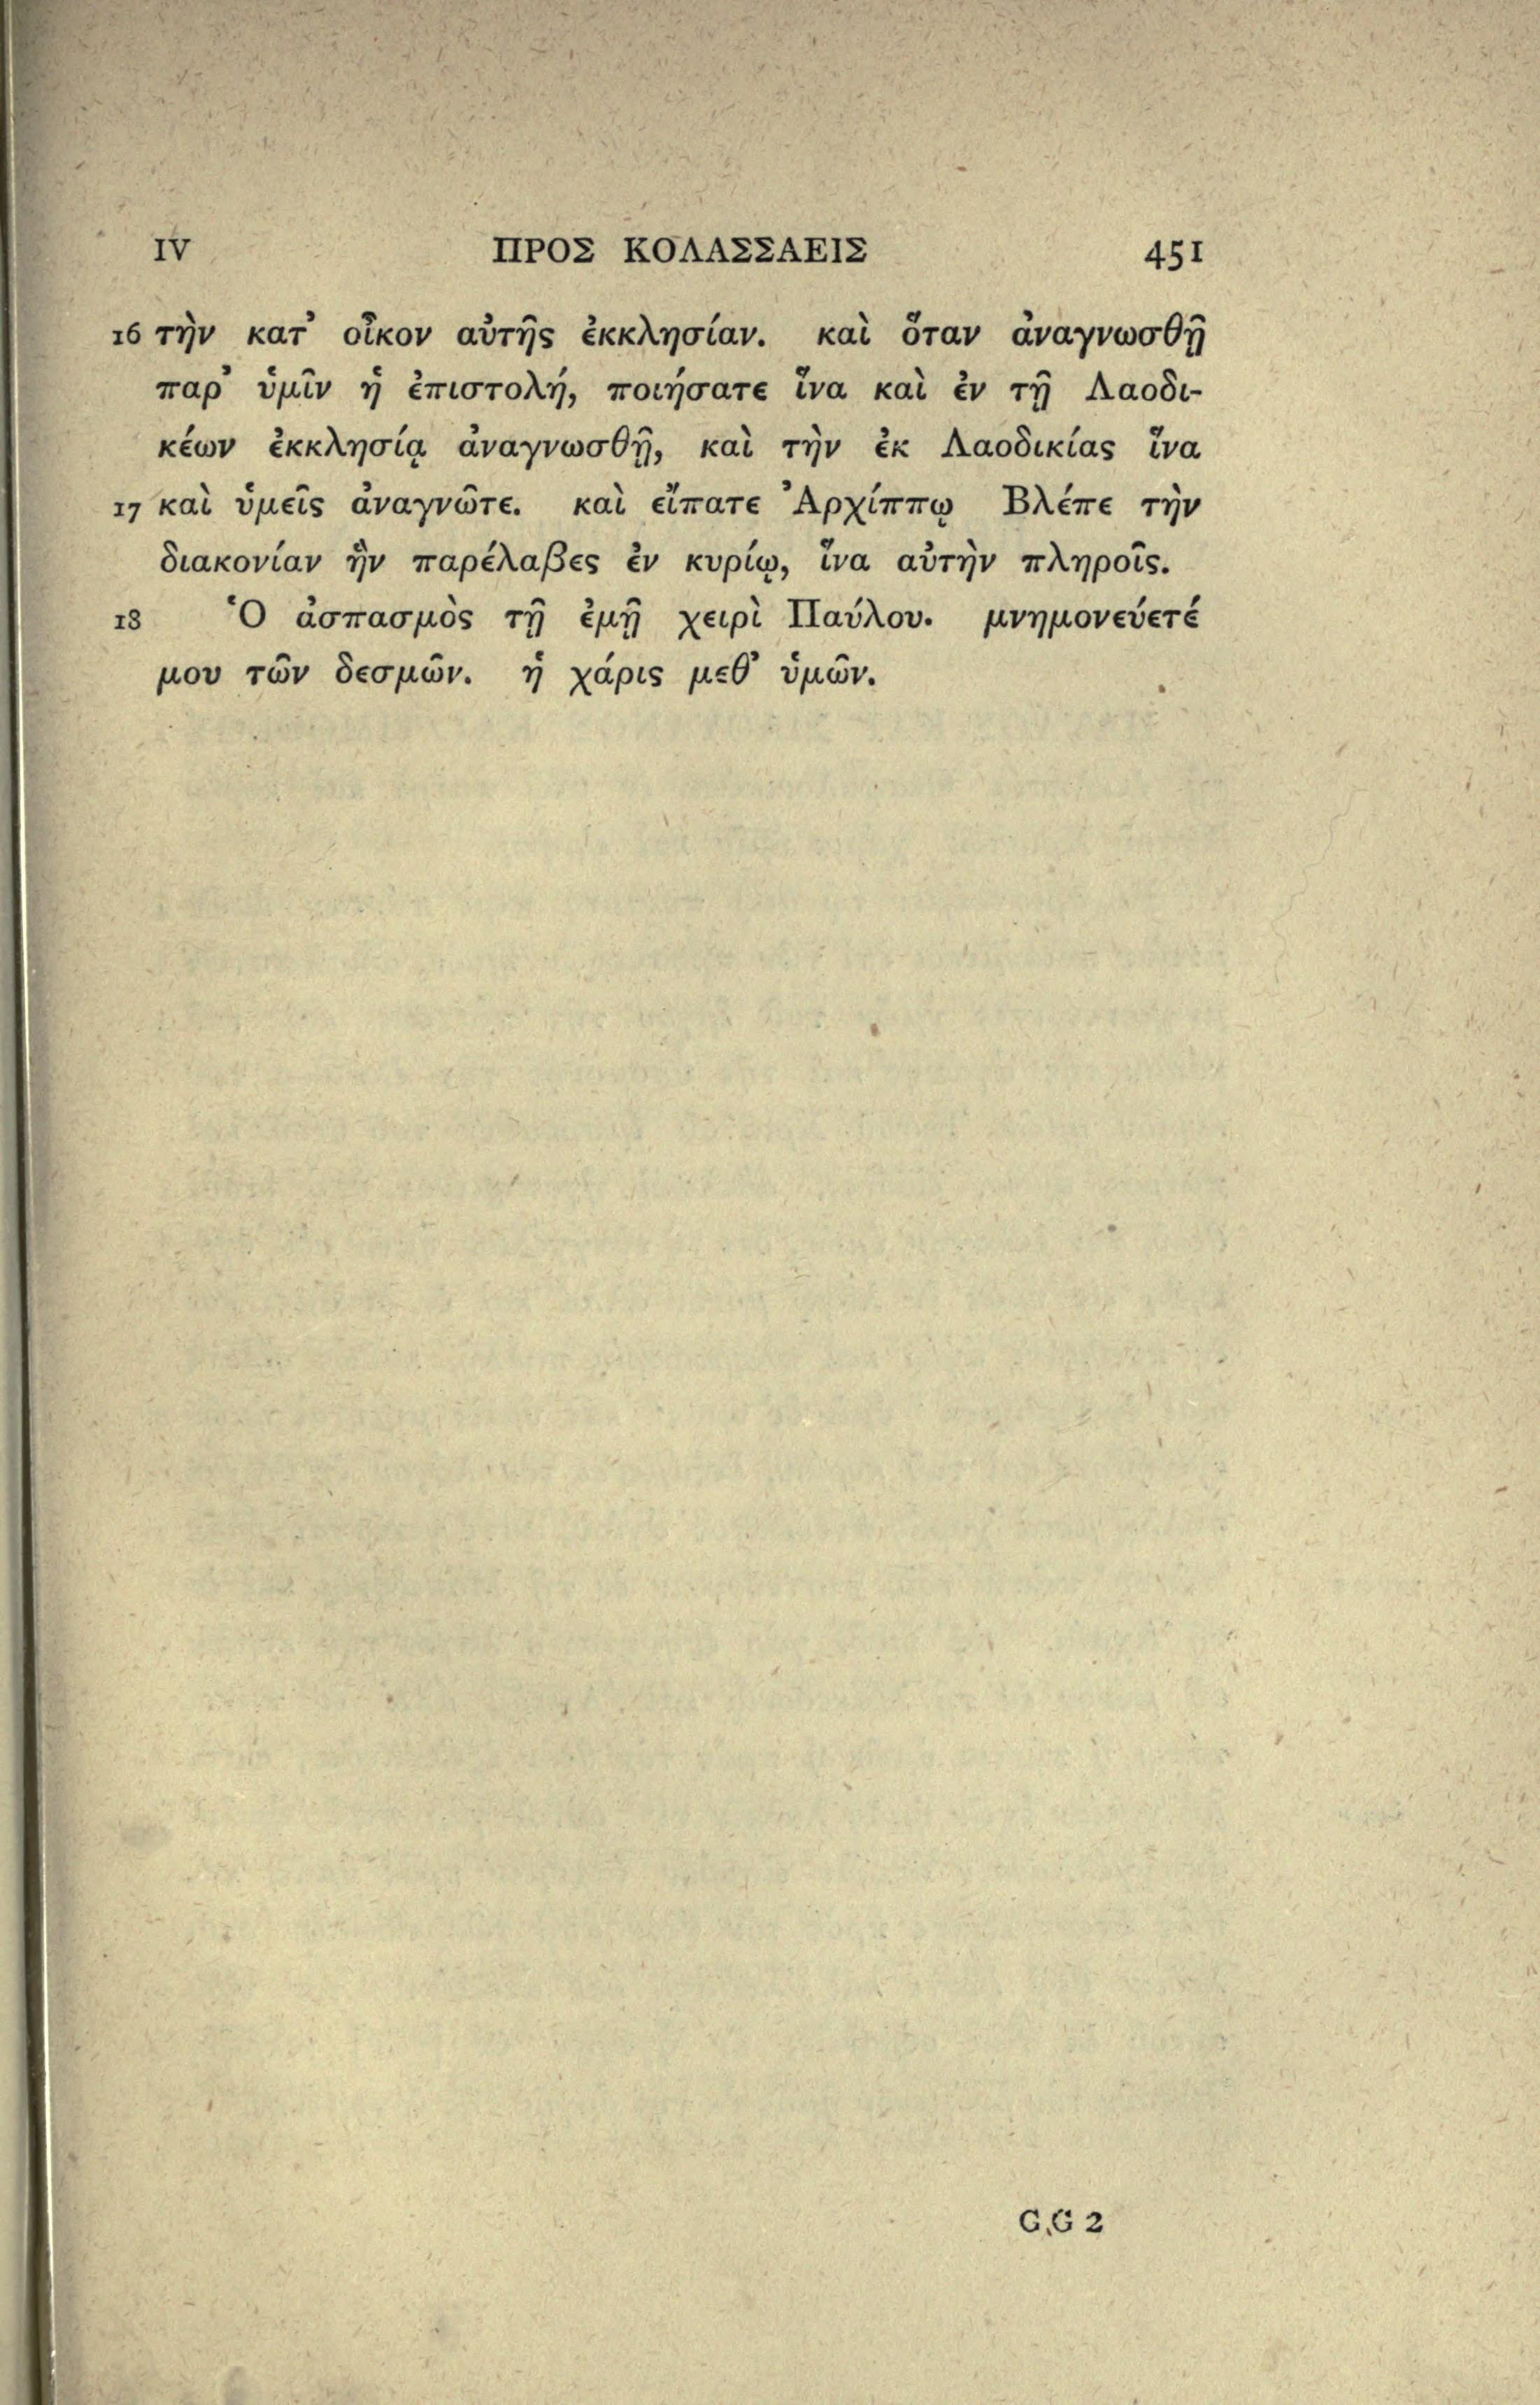 IV ΠΡΟΣ ΚΟΛΑΣΣΑΕΙΣ 451
16 τὴν κατ᾽ οἶκον αὐτῆς ἐκκλησίαν. καὶ ὅταν ἀναγνωσθῇ
παρ᾽ ὑμῖν ἡ ἐπιστολή, ποιήσατε ἵνα καὶ ἐν τῇ Λαοδι-
κέων ἐκκλησίᾳ ἀναγνωσθῇ, καὶ τὴν ἐκ Λαοδικίας ἵνα
17 καὶ ὑμεῖς ἀναγνῶτε. καὶ εἴπατε Ἀρχίππῳ Βλέπε τὴν
διακονίαν ἣν παρέλαβες ἐν κυρίῳ, ἵνα αὐτὴν πληροῖς.
18 Ὁ ἀσπασμὸς τῇ ἐμῇ χειρὶ Παύλου. μνημονεύετέ
μου τῶν δεσμῶν. ἡ χάρις μεθ᾽ ὑμῶν.
G G 2